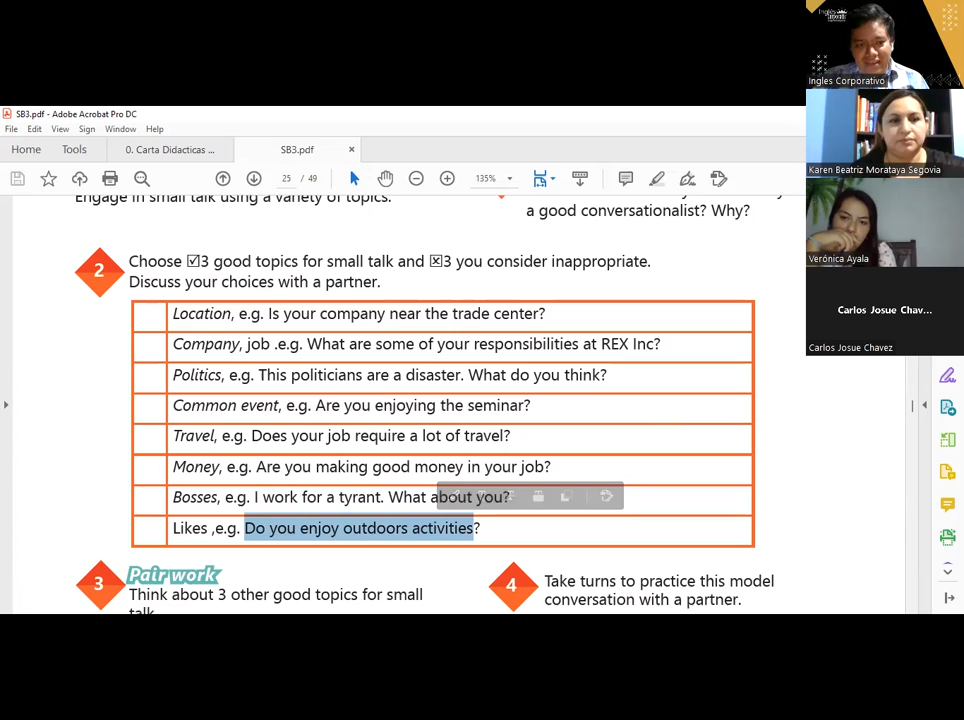 Inglés
Ingles Corporativo
SB3.pdf - Adobe Acrobat Pro DC
File Edit View Sign Window Help
Home Tools 0. Carta Didacticas ... SB3.pdf ×
25 / 49 135%
Karen Beatriz Morataya Segovia
Engage in small talk using a variety of topics.
a good conversationalist? Why?
Verónica Ayala
2 Choose ☑3 good topics for small talk and ☒3 you consider inappropriate.
Discuss your choices with a partner.
Carlos Josue Chav...
Carlos Josue Chavez
Location, e.g. Is your company near the trade center?
Company, job .e.g. What are some of your responsibilities at REX Inc?
Politics, e.g. This politicians are a disaster. What do you think?
Common event, e.g. Are you enjoying the seminar?
Travel, e.g. Does your job require a lot of travel?
Money, e.g. Are you making good money in your job?
Bosses, e.g. I work for a tyrant. What about you?
Likes ,e.g. Do you enjoy outdoors activities?
3 Pair work
Think about 3 other good topics for small
talk.
4 Take turns to practice this model
conversation with a partner.